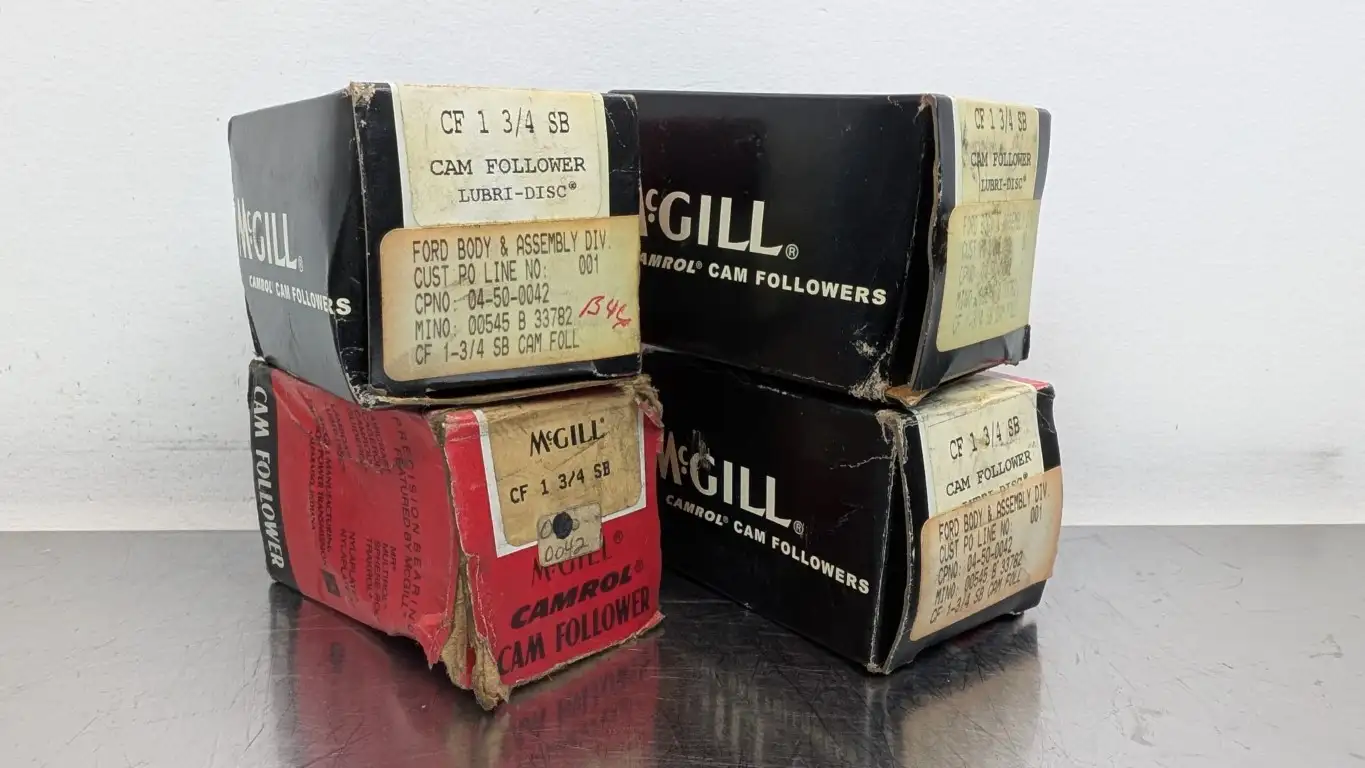 CF 1 3/4 SB
CAM FOLLOWER
LUBRI-DISC®
FORD BODY & ASSEMBLY DIV.
CUST PO LINE NO: 001
CPNO: 04-50-0042
MINO: 00545 B 33782
CF 1-3/4 SB CAM FOLL
McGILL®
CAMROL® CAM FOLLOWERS
McGILL®
CAMROL® CAM FOLLOWERS
CF 1 3/4 SB
CAM FOLLOWER
LUBRI-DISC®
CAM FOLLOWER
PRECISION BEARINGS
MANUFACTURED BY McGILL
McGILL®
CF 1 3/4 SB
0042
McGILL®
CAMROL®
CAM FOLLOWER
McGILL®
CAMROL® CAM FOLLOWERS
CF 1 3/4 SB
CAM FOLLOWER
FORD BODY & ASSEMBLY DIV.
CUST PO LINE NO: 001
CPNO: 04-50-0042
MINO: 00545 B 33782
CF 1-3/4 SB CAM FOLL